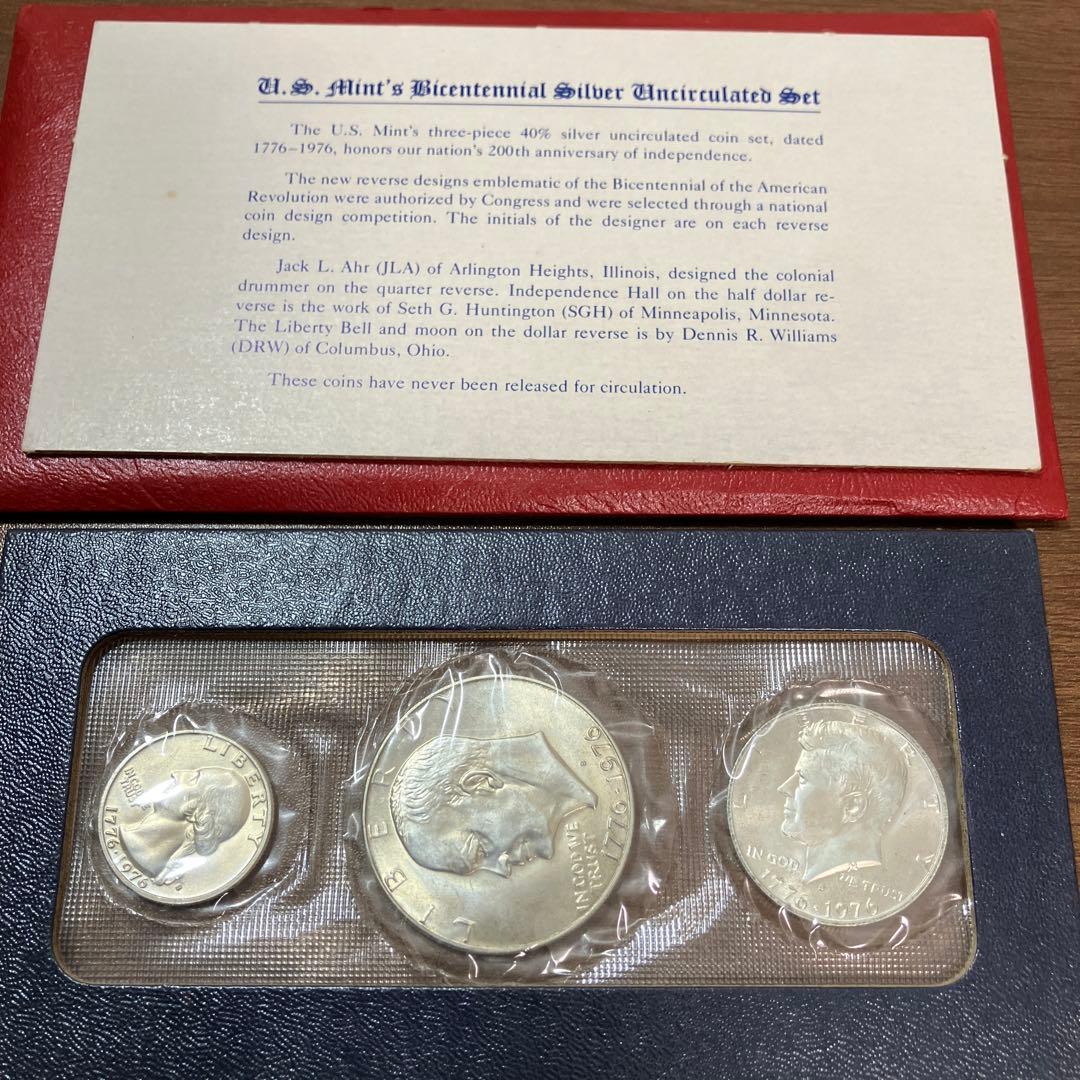 U.S. Mint's Bicentennial Silver Uncirculated Set
The U.S. Mint's three-piece 40% silver uncirculated coin set, dated
1776–1976, honors our nation's 200th anniversary of independence.
The new reverse designs emblematic of the Bicentennial of the American
Revolution were authorized by Congress and were selected through a national
coin design competition. The initials of the designer are on each reverse
design.
Jack L. Ahr (JLA) of Arlington Heights, Illinois, designed the colonial
drummer on the quarter reverse. Independence Hall on the half dollar re-
verse is the work of Seth G. Huntington (SGH) of Minneapolis, Minnesota.
The Liberty Bell and moon on the dollar reverse is by Dennis R. Williams
(DRW) of Columbus, Ohio.
These coins have never been released for circulation.
LIBERTY
1776-1976
LIBERTY
IN GOD WE
TRUST
1776-1976
S
LIBERTY
IN GOD WE TRUST
1776-1976